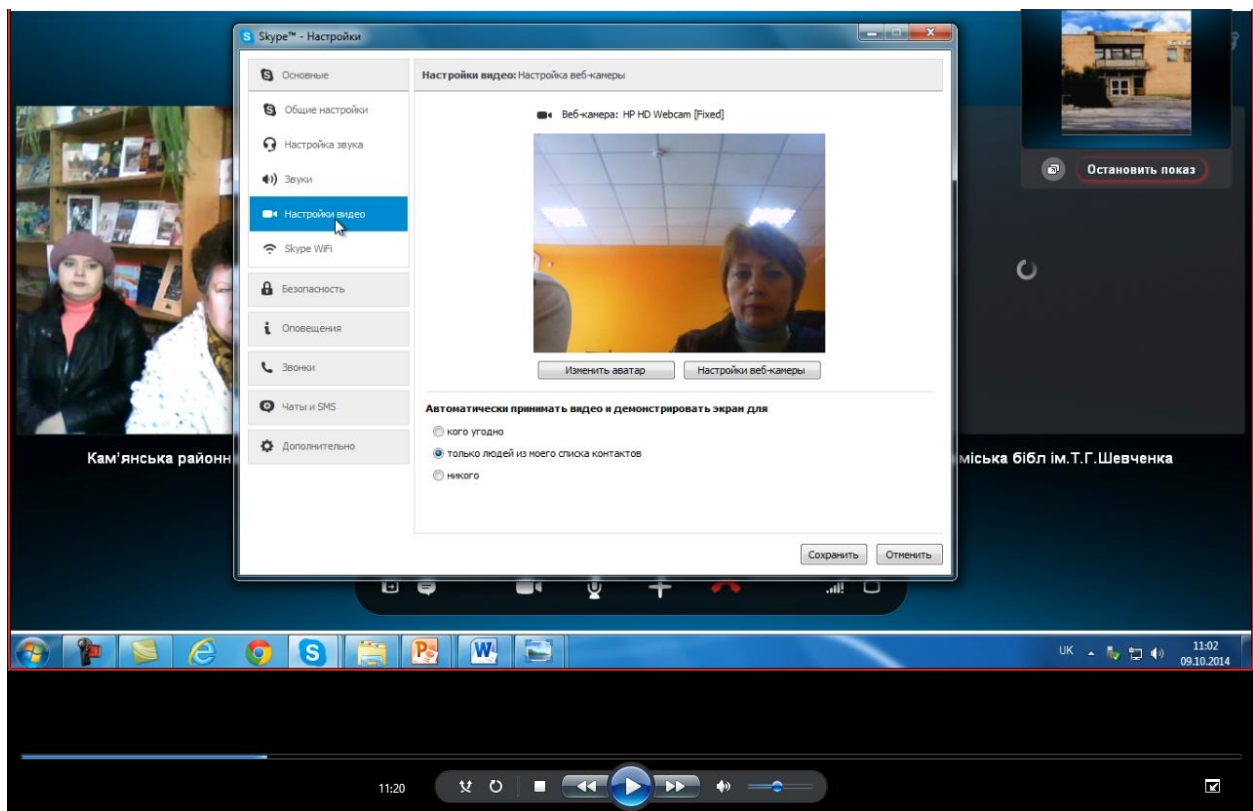 Skype™ - Настройки
Основные
Общие настройки
Настройка звука
Звуки
Настройки видео
Skype WiFi
Безопасность
Оповещения
Звонки
Чаты и SMS
Дополнительно
Настройки видео: Настройка веб-камеры
Веб-камера: HP HD Webcam [Fixed]
Изменить аватар
Настройки веб-камеры
Автоматически принимать видео и демонстрировать экран для
кого угодно
только людей из моего списка контактов
никого
Сохранить
Отменить
Остановить показ
Кам'янська районн
міська бібл ім.Т.Г.Шевченка
UK
11:02
09.10.2014
11:20